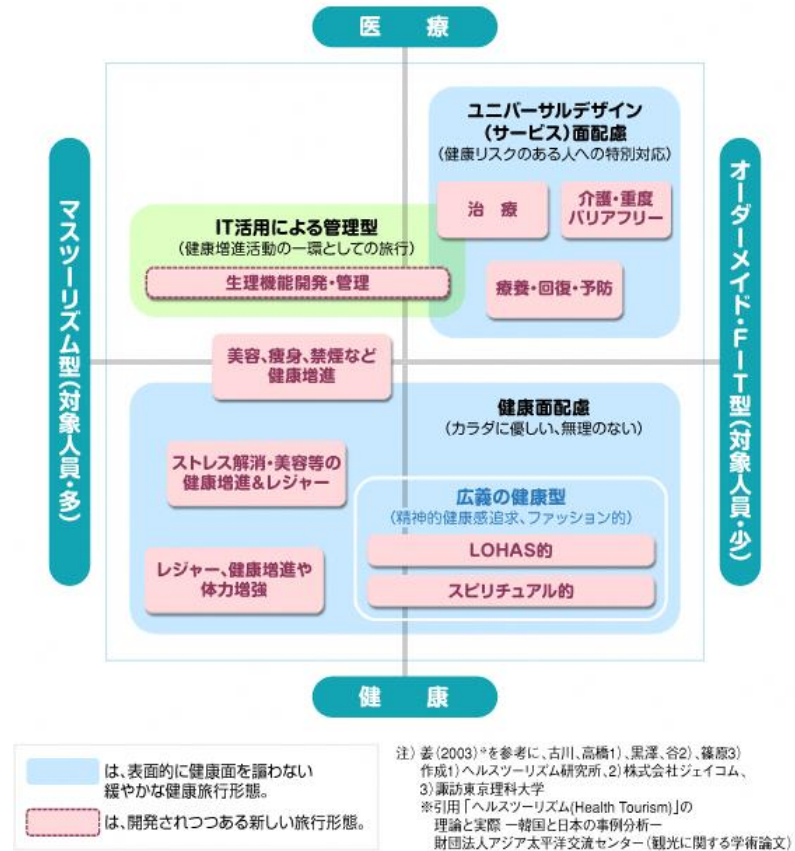 医療
ユニバーサルデザイン
(サービス)面配慮
(健康リスクのある人への特別対応)
治療
介護・重度
バリアフリー
療養・回復・予防
IT活用による管理型
(健康増進活動の一環としての旅行)
生理機能開発・管理
マスツーリズム型(対象人員・多)
オーダーメイド・FIT型(対象人員・少)
美容、痩身、禁煙など
健康増進
健康面配慮
(カラダに優しい、無理のない)
ストレス解消・美容等の
健康増進&レジャー
広義の健康型
(精神的健康感追求、ファッション的)
LOHAS的
スピリチュアル的
レジャー、健康増進や
体力増強
健康
は、表面的に健康面を謳わない
緩やかな健康旅行形態。
は、開発されつつある新しい旅行形態。
注) 姜(2003)*を参考に、古川、高橋1)、黒澤、谷2)、篠原3)
作成1)ヘルスツーリズム研究所、2)株式会社ジェイコム、
3)諏訪東京理科大学
※引用「ヘルスツーリズム(Health Tourism)」の
理論と実際 ー韓国と日本の事例分析ー
財団法人アジア太平洋交流センター(観光に関する学術論文)